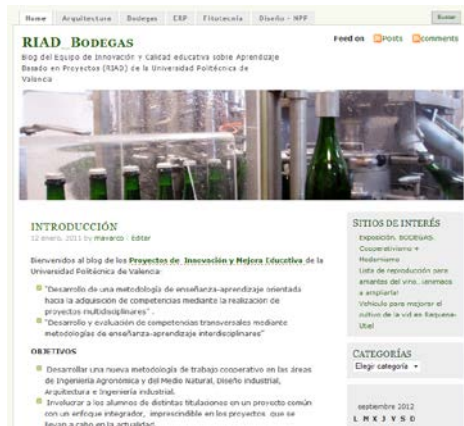 Home Arquitectura Bodegas EXP Fitotecnia Diseño - NPF Buscar
RIAD_Bodegas
Feed on Posts comments
Blog del Equipo de Innovación y Calidad educativa sobre Aprendizaje
Basado en Proyectos (RIAD) de la Universidad Politécnica de
Valencia
INTRODUCCIÓN
12 enero, 2011 by mavarco | Editar
Bienvenidos al blog de los Proyectos de Innovación y Mejora Educativa de la
Universidad Politécnica de Valencia:
"Desarrollo de una metodología de enseñanza-aprendizaje orientada
hacia la adquisición de competencias mediante la realización de
proyectos multidisciplinares" .
"Desarrollo y evaluación de competencias transversales mediante
metodologías de enseñanza-aprendizaje interdisciplinares"
OBJETIVOS
Desarrollar una nueva metodología de trabajo cooperativo en las áreas
de Ingeniería Agronómica y del Medio Natural, Diseño industrial,
Arquitectura e Ingeniería industrial.
Involucrar a los alumnos de distintas titulaciones en un proyecto común
con un enfoque integrador, imprescindible en los proyectos que se
llevan a cabo en la actualidad.
SITIOS DE INTERÉS
Exposición. BODEGAS.
Cooperativismo +
Modernismo
Lista de reproducción para
amantes del vino.
a ampliarla!
Vehículo para mejorar el
cultivo de la vid en Requena-
Utiel
CATEGORÍAS
Elegir categoría
septiembre 2012
L M X J V S D